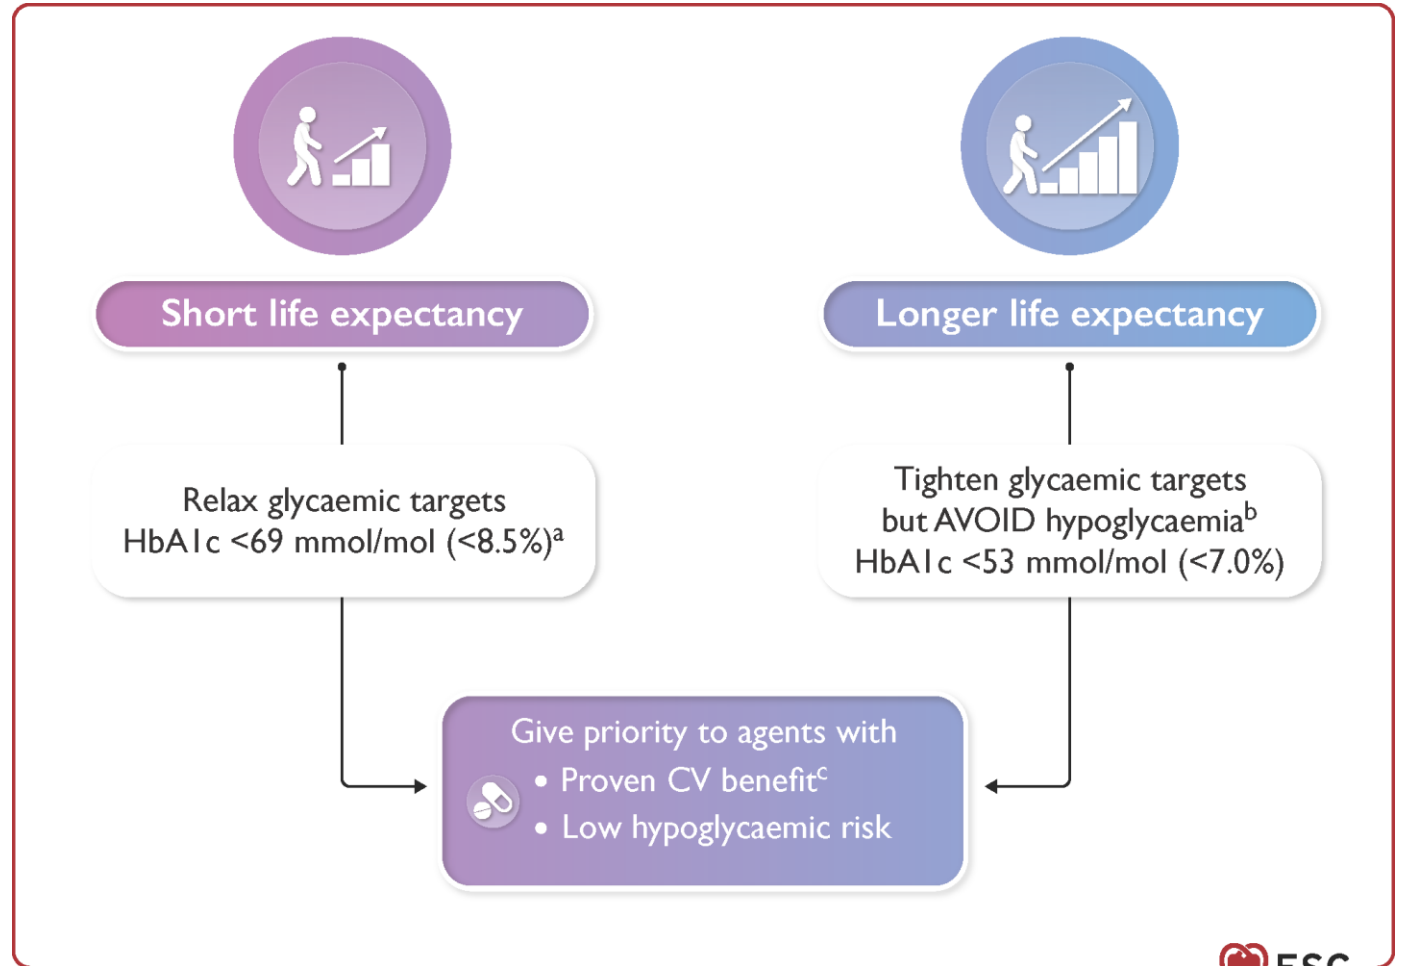 Short life expectancy
Longer life expectancy
Relax glycaemic targets
HbA1c <69 mmol/mol (<8.5%)ᵃ
Tighten glycaemic targets
but AVOID hypoglycaemiaᵇ
HbA1c <53 mmol/mol (<7.0%)
Give priority to agents with
• Proven CV benefitᶜ
• Low hypoglycaemic risk
ESC